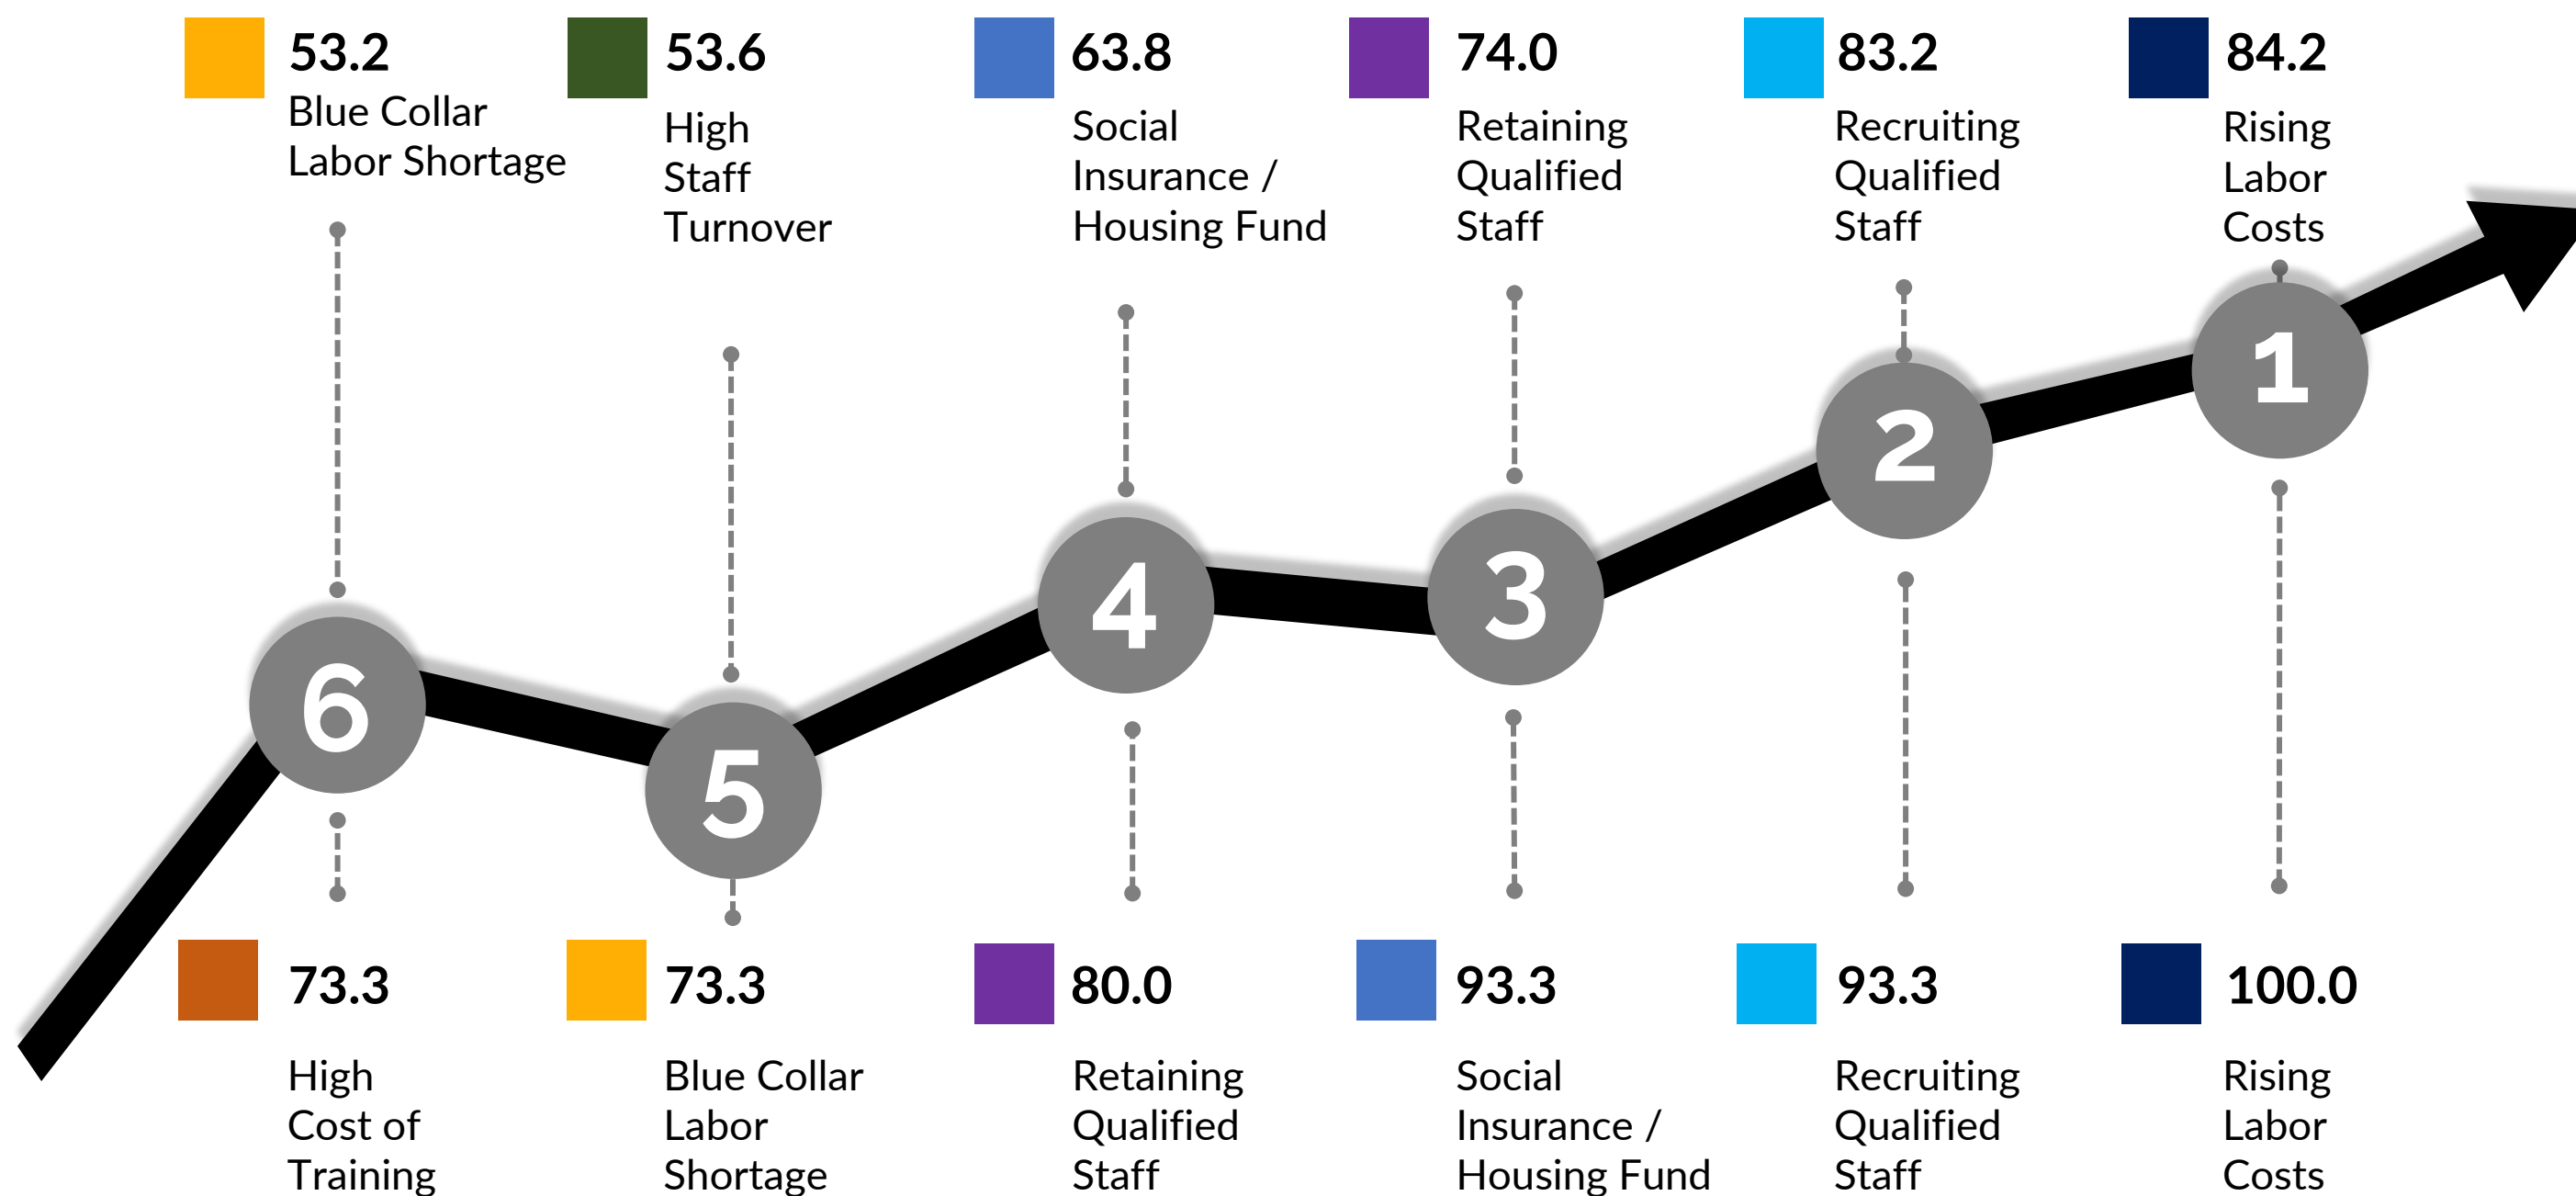 53.2
Blue Collar
Labor Shortage
53.6
High
Staff
Turnover
63.8
Social
Insurance /
Housing Fund
74.0
Retaining
Qualified
Staff
83.2
Recruiting
Qualified
Staff
84.2
Rising
Labor
Costs
6
5
4
3
2
1
73.3
High
Cost of
Training
73.3
Blue Collar
Labor
Shortage
80.0
Retaining
Qualified
Staff
93.3
Social
Insurance /
Housing Fund
93.3
Recruiting
Qualified
Staff
100.0
Rising
Labor
Costs